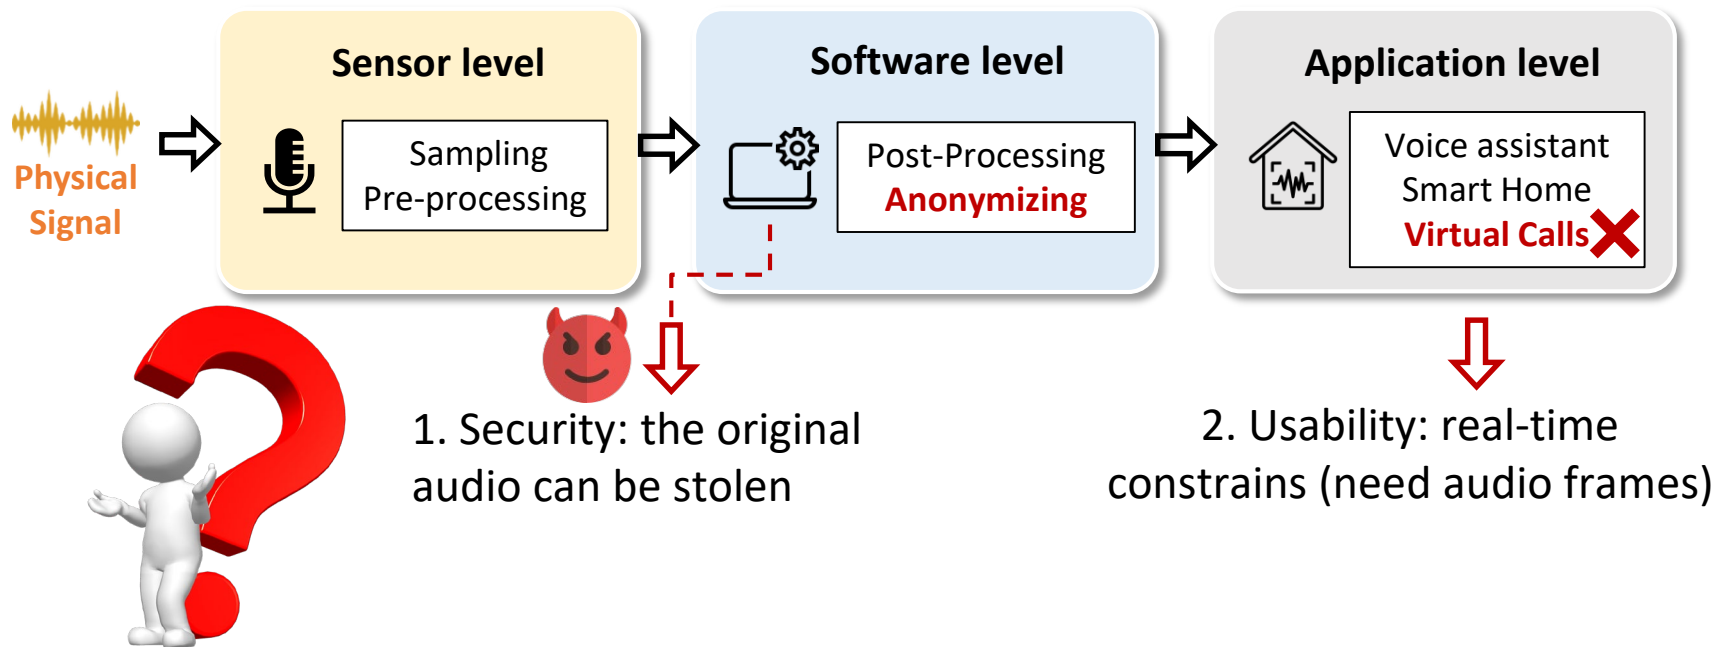 Physical
Signal
Sensor level
Sampling
Pre-processing
Software level
Post-Processing
Anonymizing
Application level
Voice assistant
Smart Home
Virtual Calls
1. Security: the original
audio can be stolen
2. Usability: real-time
constrains (need audio frames)